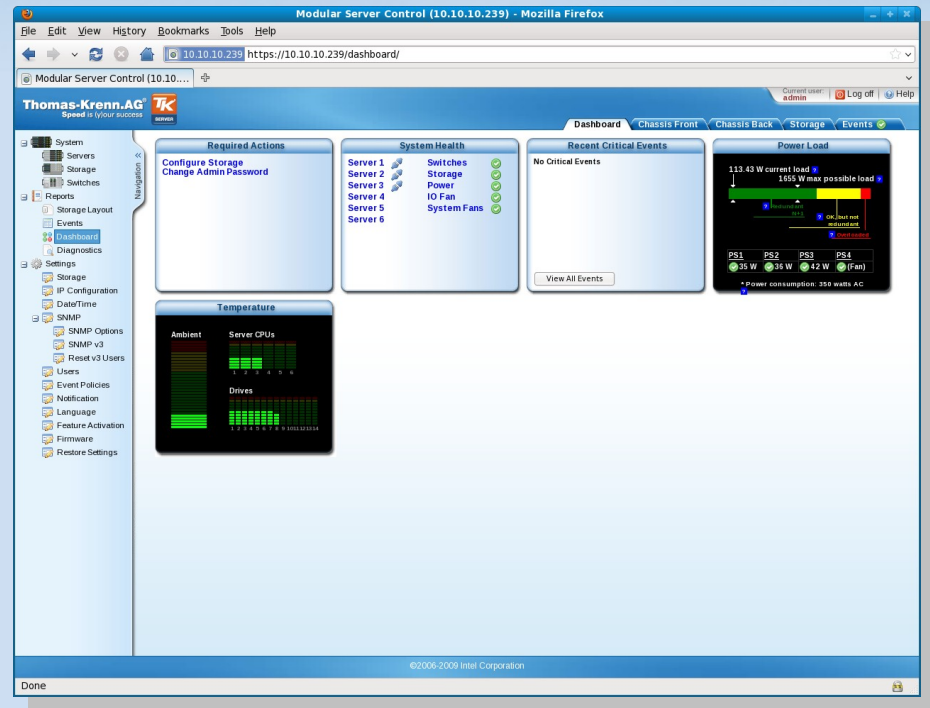 Modular Server Control (10.10.10.239) - Mozilla Firefox
File Edit View History Bookmarks Tools Help
10.10.10.239 https://10.10.10.239/dashboard/
Modular Server Control (10.10....
Thomas-Krenn.AG®
Speed is (y)our success
TK
SERVER
Current user:
admin
Log off
Help
Dashboard
Chassis Front
Chassis Back
Storage
Events
System
Servers
Storage
Switches
Reports
Storage Layout
Events
Dashboard
Diagnostics
Settings
Storage
IP Configuration
Date/Time
SNMP
SNMP Options
SNMP v3
Reset v3 Users
Users
Event Policies
Notification
Language
Feature Activation
Firmware
Restore Settings
Navigation
Required Actions
Configure Storage
Change Admin Password
System Health
Server 1 Switches
Server 2 Storage
Server 3 Power
Server 4 IO Fan
Server 5 System Fans
Server 6
Recent Critical Events
No Critical Events
View All Events
Power Load
113.43 W current load ?
1655 W max possible load ?
? Redundant
? OK, but not
redundant
? Overloaded
PS1 PS2 PS3 PS4
35 W 36 W 42 W (Fan)
* Power consumption: 350 watts AC
?
Temperature
Ambient
Server CPUs
1 2 3 4 5 6
Drives
1 2 3 4 5 6 7 8 9 10 11 12 13 14
©2006-2009 Intel Corporation
Done